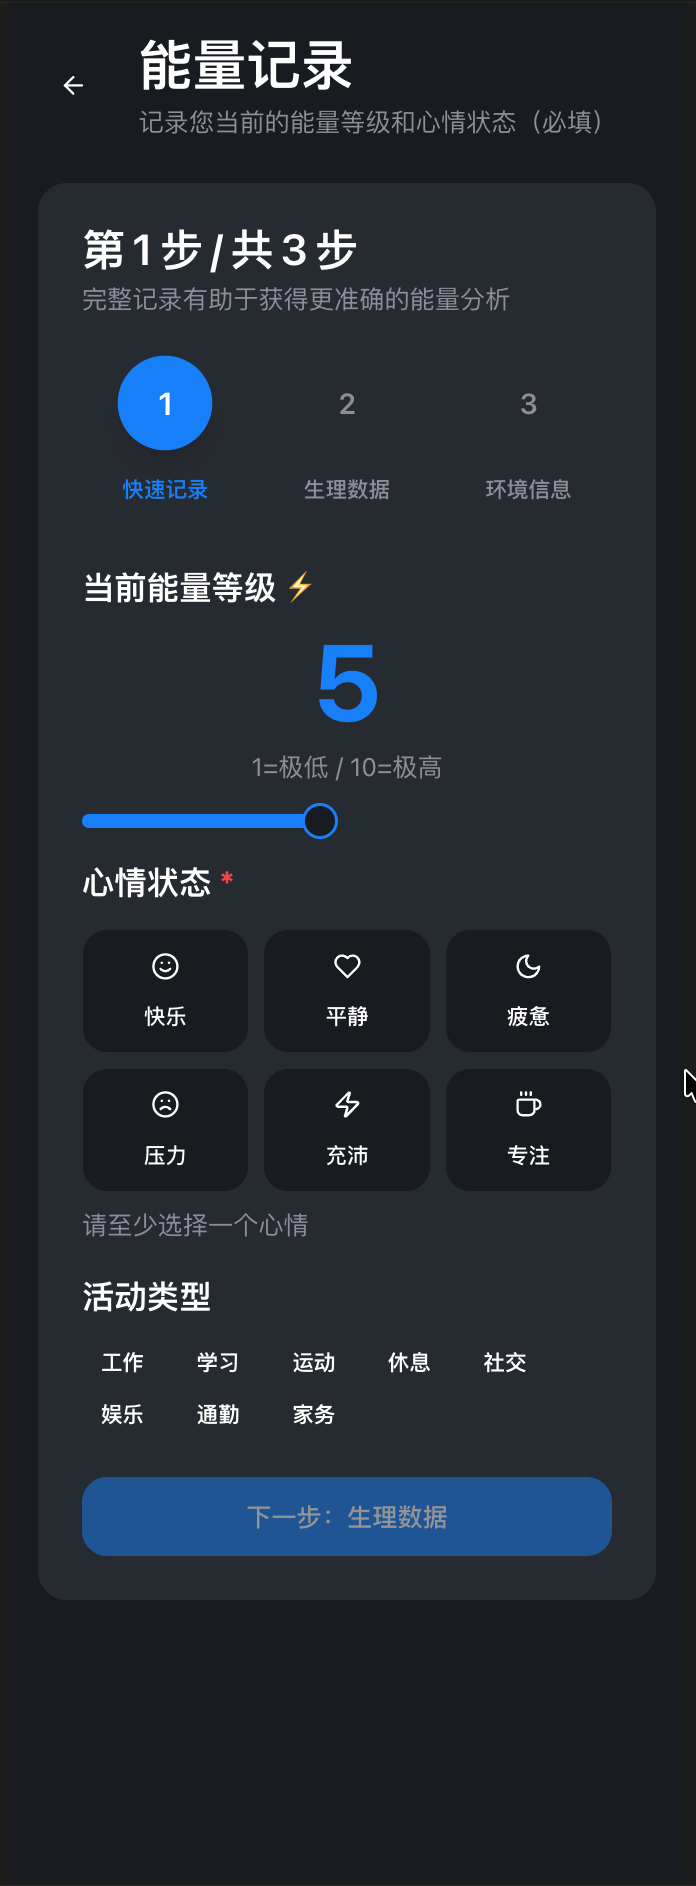 能量记录
记录您当前的能量等级和心情状态（必填）
第 1 步 / 共 3 步
完整记录有助于获得更准确的能量分析
1 2 3
快速记录 生理数据 环境信息
当前能量等级 ⚡
5
1=极低 / 10=极高
心情状态 *
快乐 平静 疲惫
压力 充沛 专注
请至少选择一个心情
活动类型
工作 学习 运动 休息 社交
娱乐 通勤 家务
下一步：生理数据